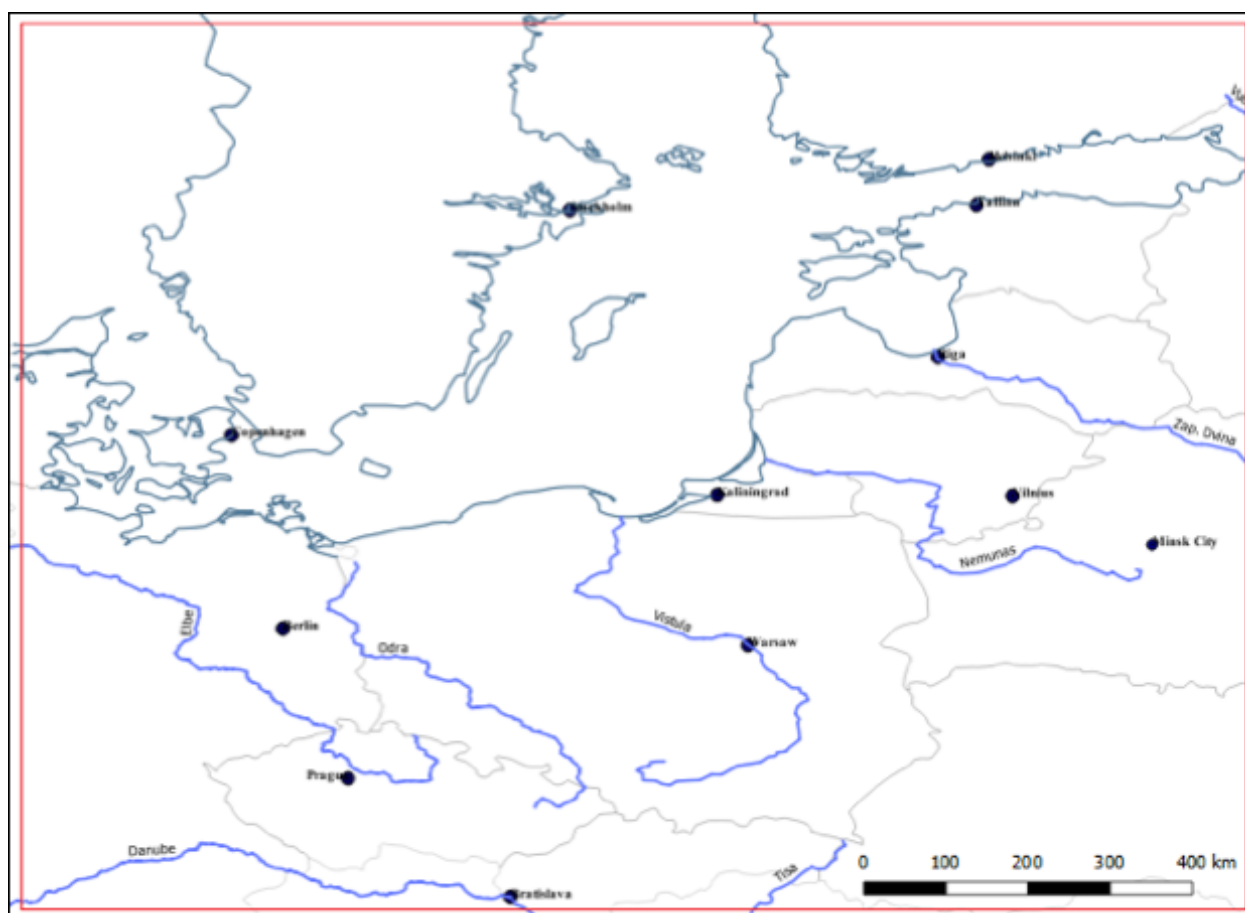 Helsinki
Stockholm
Tallinn
Riga
Zap. Dvina
Copenhagen
Kaliningrad
Vilnius
Minsk City
Nemunas
Elbe
Berlin
Vistula
Warsaw
Odra
Prague
Danube
Tisa
0 100 200 300 400 km
Bratislava